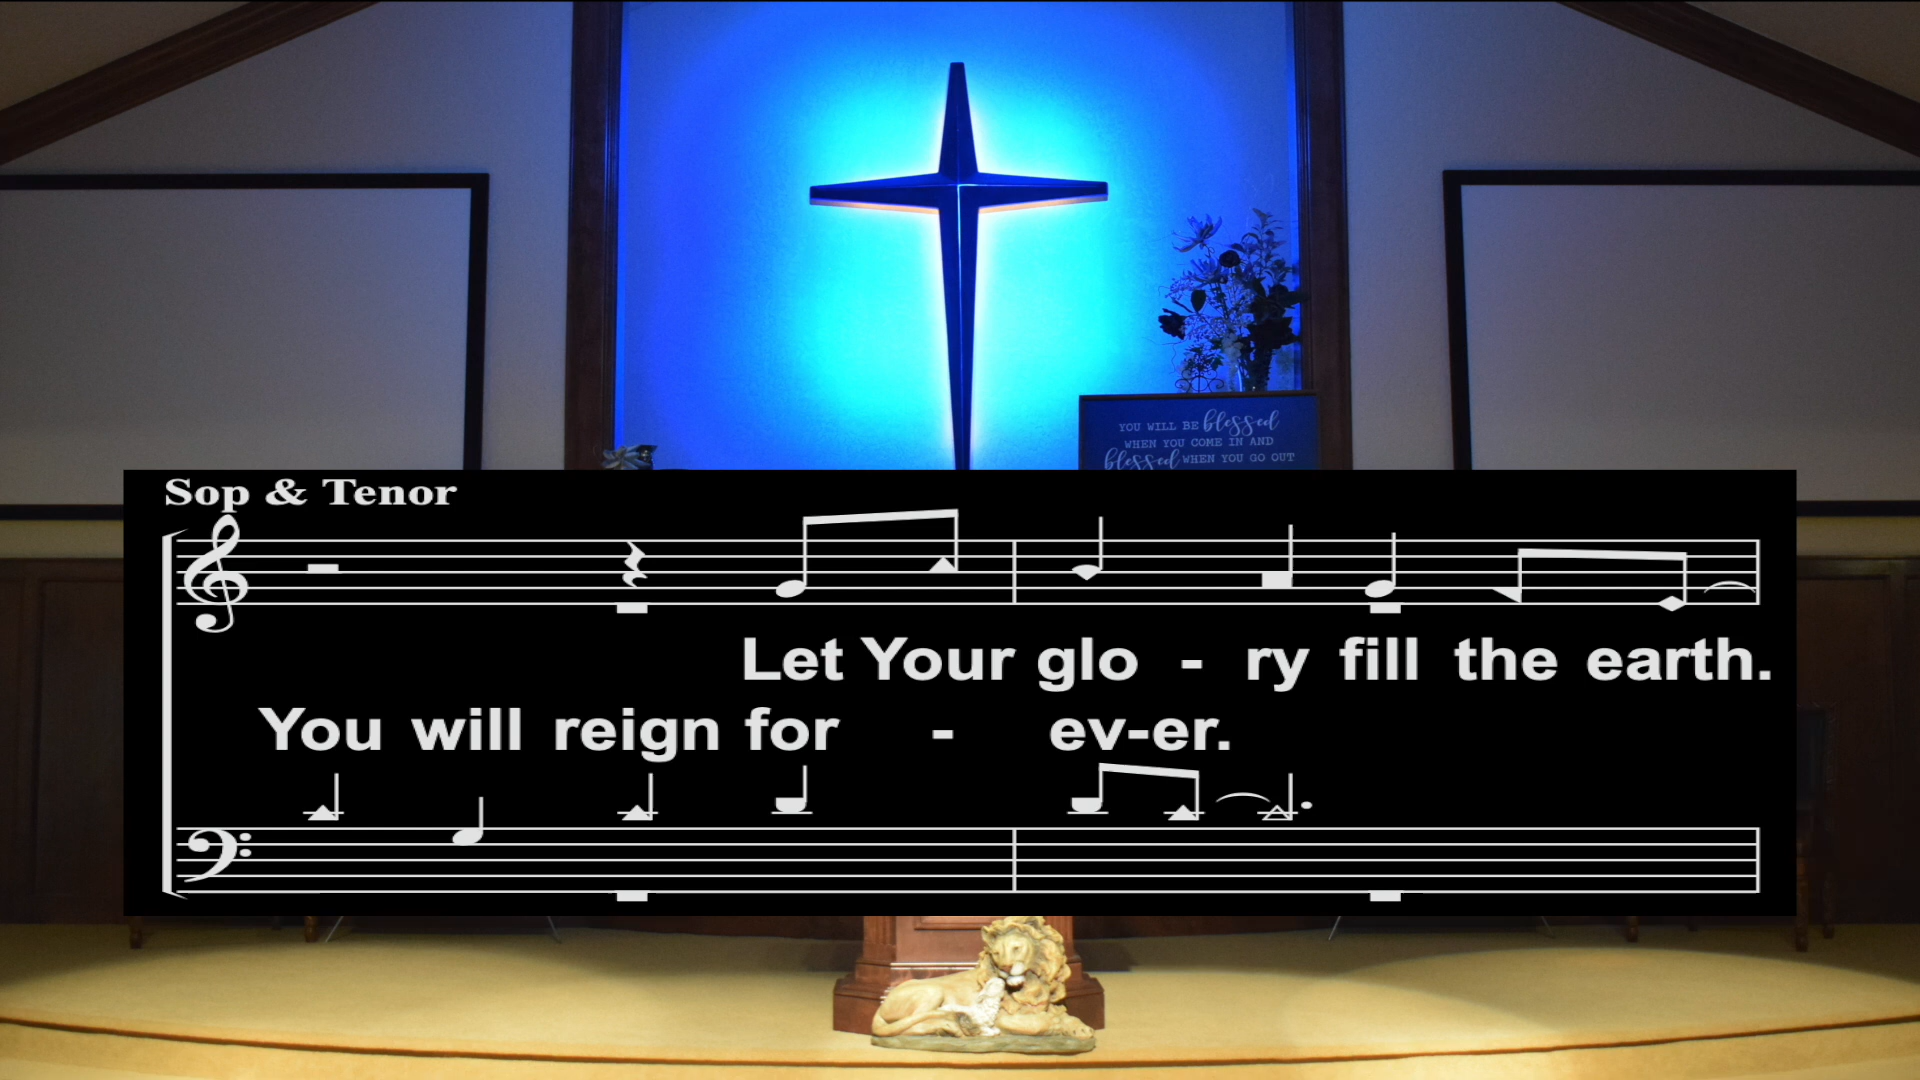 YOU WILL BE blessed
WHEN YOU COME IN AND
blessed WHEN YOU GO OUT
Sop & Tenor
Let Your glo - ry fill the earth.
You will reign for - ev-er.